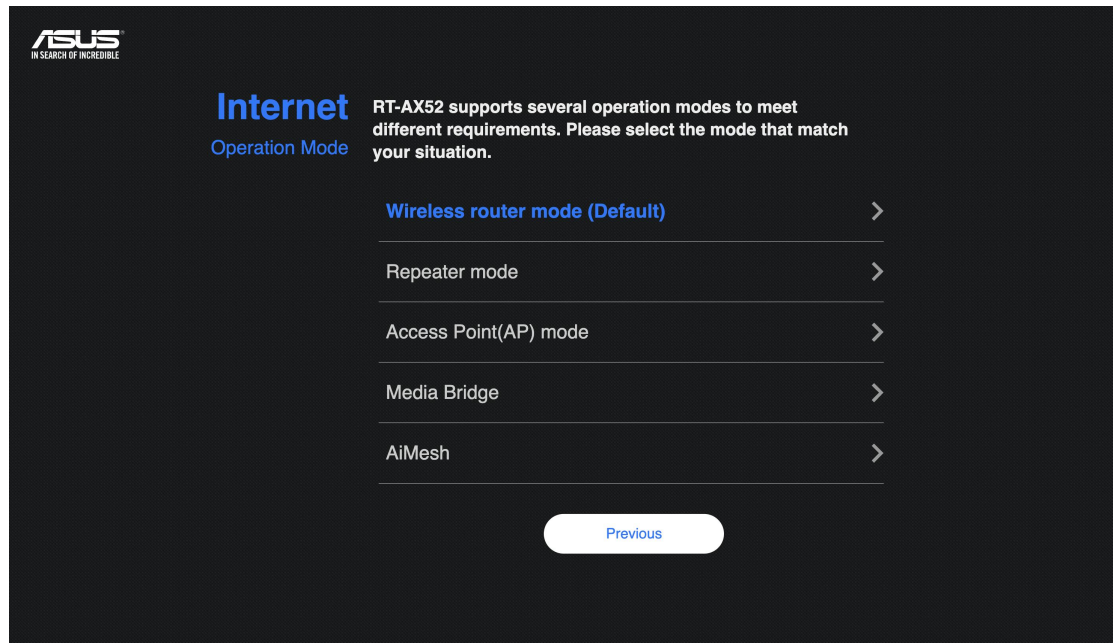 ASUS
IN SEARCH OF INCREDIBLE
Internet
Operation Mode
RT-AX52 supports several operation modes to meet
different requirements. Please select the mode that match
your situation.
Wireless router mode (Default)
Repeater mode
Access Point(AP) mode
Media Bridge
AiMesh
Previous